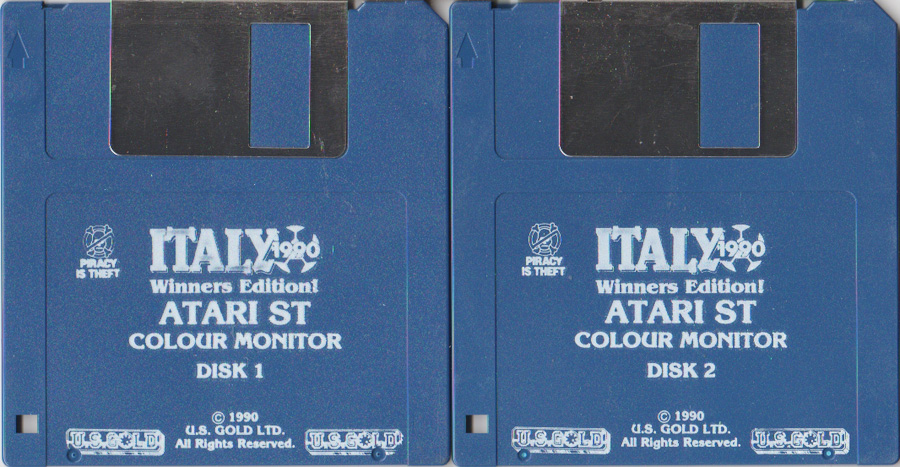 PIRACY
IS THEFT
ITALY 1990
Winners Edition!
ATARI ST
COLOUR MONITOR
DISK 1
© 1990
U.S. GOLD LTD.
All Rights Reserved.
U.S. GOLD
U.S. GOLD
PIRACY
IS THEFT
ITALY 1990
Winners Edition!
ATARI ST
COLOUR MONITOR
DISK 2
© 1990
U.S. GOLD LTD.
All Rights Reserved.
U.S. GOLD
U.S. GOLD